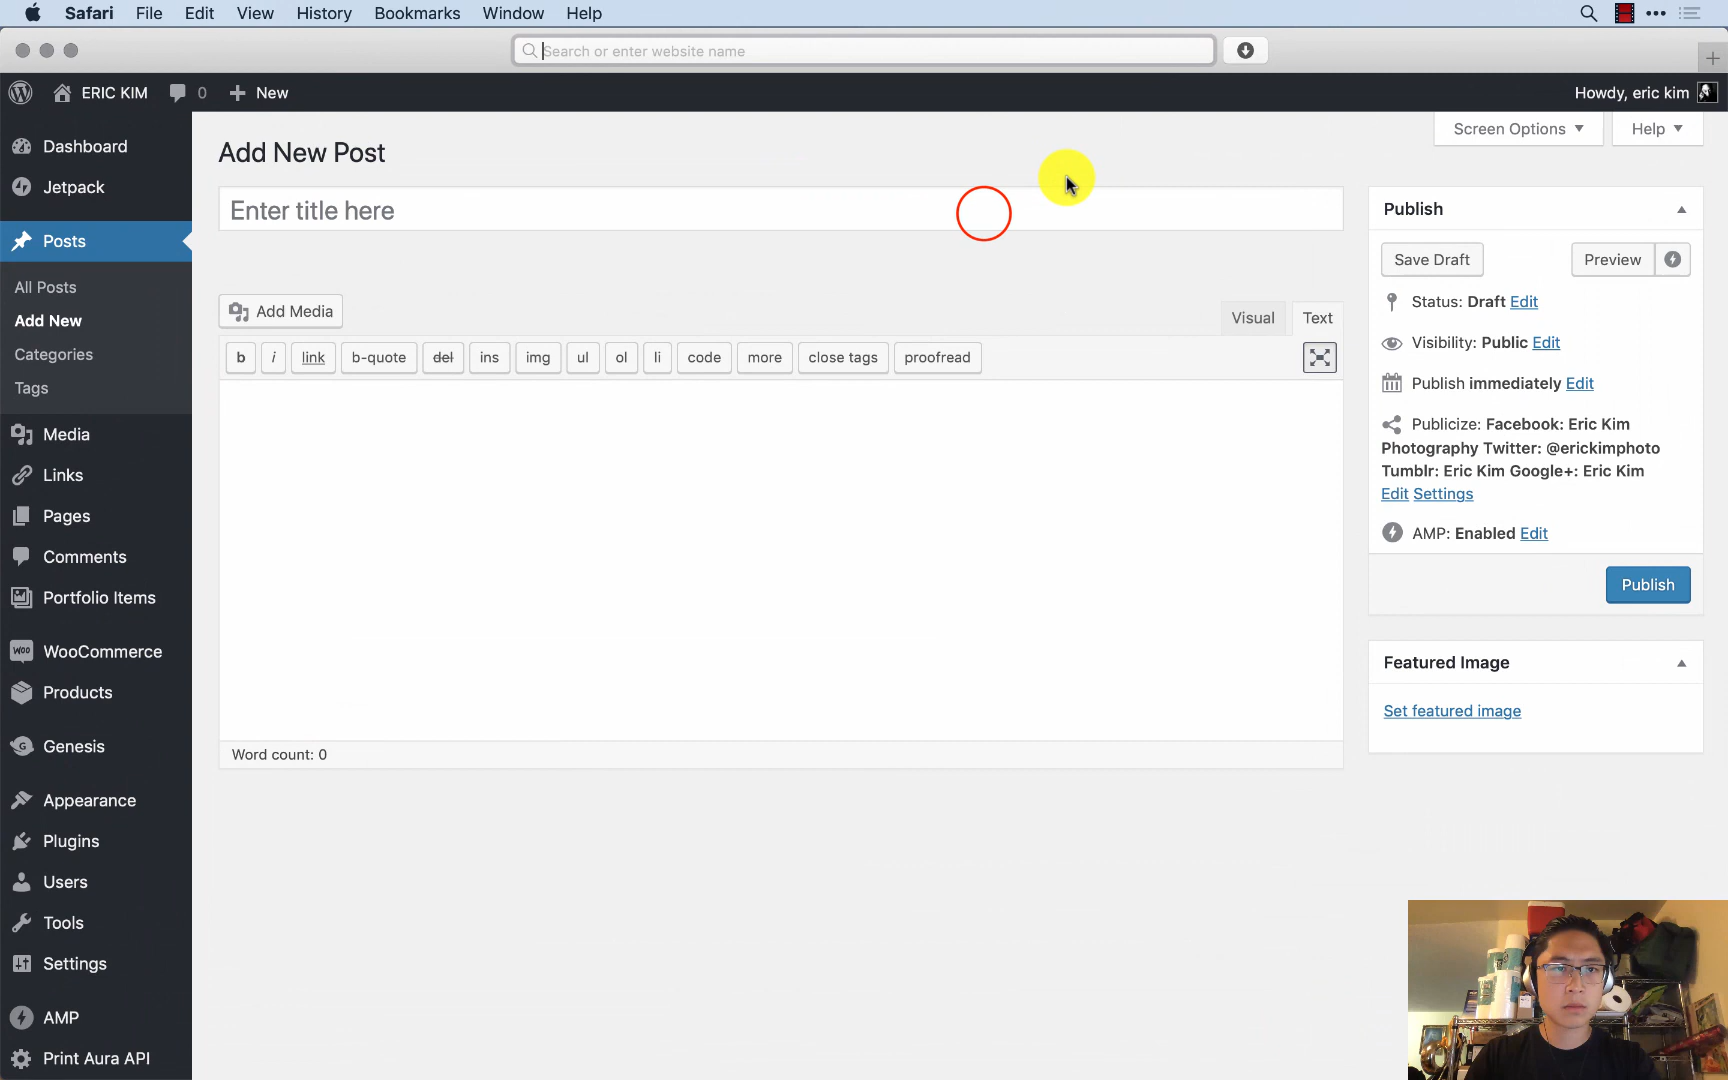 Safari File Edit View History Bookmarks Window Help
Search or enter website name
ERIC KIM 0 New Howdy, eric kim
Screen Options Help
Dashboard
Jetpack
Posts
All Posts
Add New
Categories
Tags
Media
Links
Pages
Comments
Portfolio Items
WooCommerce
Products
Genesis
Appearance
Plugins
Users
Tools
Settings
AMP
Print Aura API
Add New Post
Enter title here
Add Media
Visual Text
b i link b-quote del ins img ul ol li code more close tags proofread
Word count: 0
Publish
Save Draft Preview
Status: Draft Edit
Visibility: Public Edit
Publish immediately Edit
Publicize: Facebook: Eric Kim
Photography Twitter: @erickimphoto
Tumblr: Eric Kim Google+: Eric Kim
Edit Settings
AMP: Enabled Edit
Publish
Featured Image
Set featured image